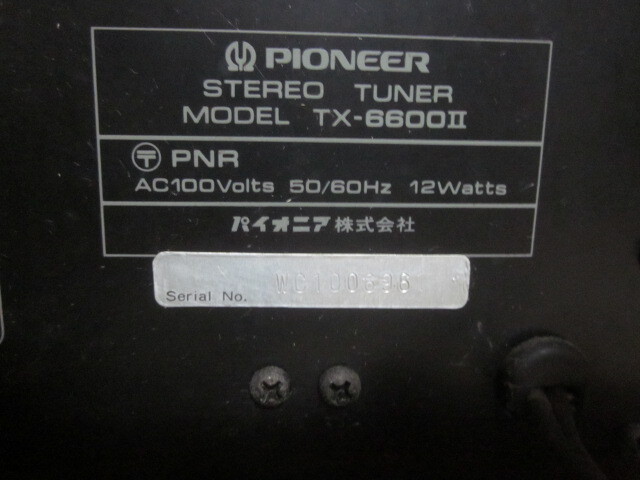 PIONEER
STEREO TUNER
MODEL TX-6600II
〒 PNR
AC100Volts 50/60Hz 12Watts
パイオニア株式会社
Serial No.